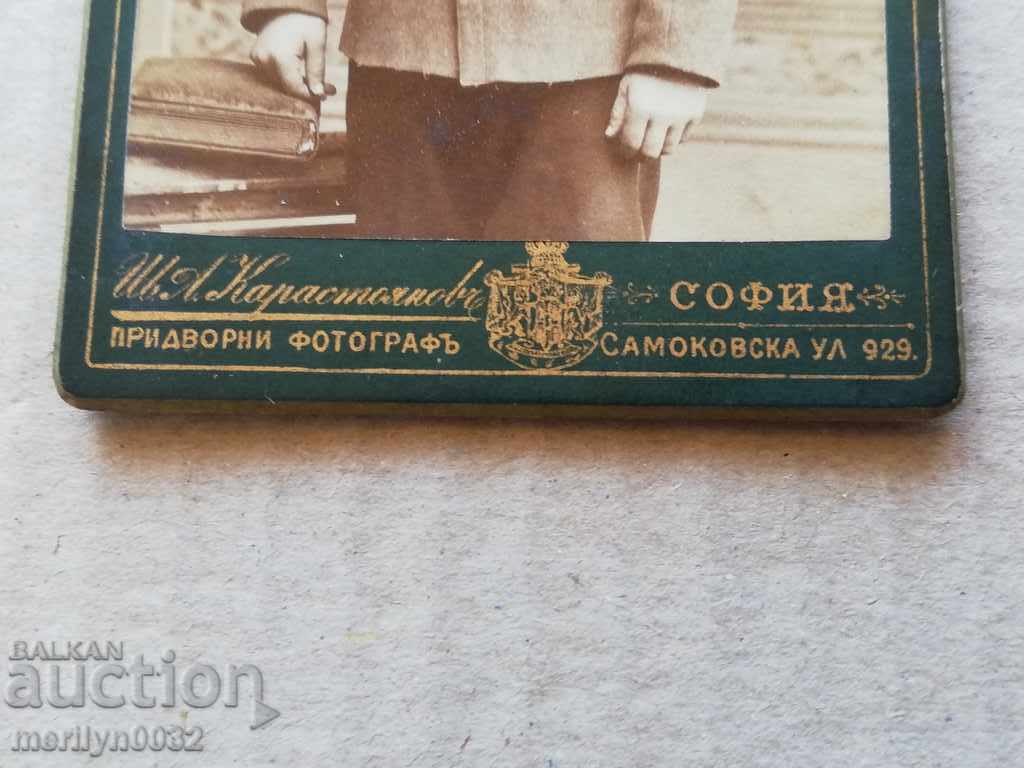 Ив. А. Карастояновъ
СОФИЯ
ПРИДВОРНИ ФОТОГРАФЪ
САМОКОВСКА УЛ 929.
BALKAN
auction
merilyn0032